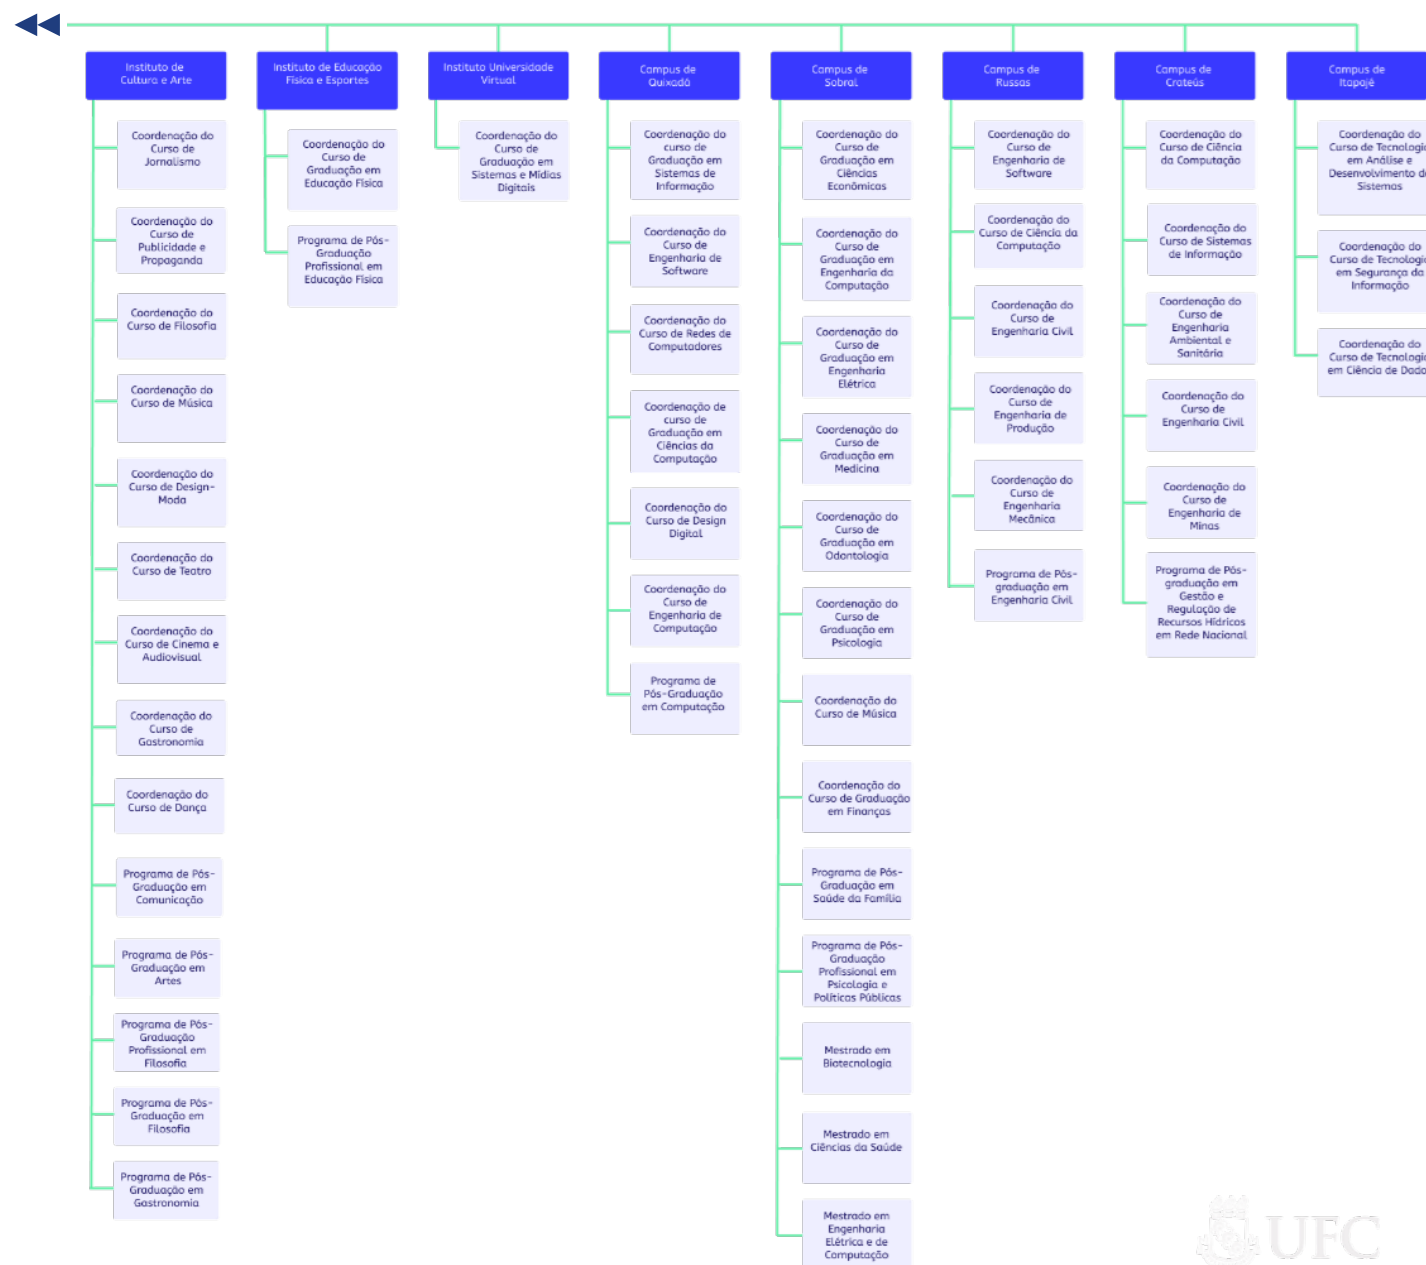 Instituto de
Cultura e Arte
Coordenação do
Curso de
Jornalismo
Coordenação do
Curso de
Publicidade e
Propaganda
Coordenação do
Curso de Filosofia
Coordenação do
Curso de Música
Coordenação do
Curso de Design-
Moda
Coordenação do
Curso de Teatro
Coordenação do
Curso de Cinema e
Audiovisual
Coordenação do
Curso de
Gastronomia
Coordenação do
Curso de Dança
Programa de Pós-
Graduação em
Comunicação
Programa de Pós-
Graduação em
Artes
Programa de Pós-
Graduação
Profissional em
Filosofia
Programa de Pós-
Graduação em
Filosofia
Programa de Pós-
Graduação em
Gastronomia
Instituto de Educação
Física e Esportes
Coordenação do
Curso de
Graduação em
Educação Física
Programa de Pós-
Graduação
Profissional em
Educação Física
Instituto Universidade
Virtual
Coordenação do
Curso de
Graduação em
Sistemas e Mídias
Digitais
Campus de
Quixadá
Coordenação do
curso de
Graduação em
Sistemas de
Informação
Coordenação do
Curso de
Engenharia de
Software
Coordenação do
Curso de Redes de
Computadores
Coordenação de
curso de
Graduação em
Ciências da
Computação
Coordenação do
Curso de Design
Digital
Coordenação do
Curso de
Engenharia de
Computação
Programa de
Pós-Graduação
em Computação
Campus de
Sobral
Coordenação do
Curso de
Graduação em
Ciências
Econômicas
Coordenação do
Curso de
Graduação em
Engenharia da
Computação
Coordenação do
Curso de
Graduação em
Engenharia
Elétrica
Coordenação do
Curso de
Graduação em
Medicina
Coordenação do
Curso de
Graduação em
Odontologia
Coordenação do
Curso de
Graduação em
Psicologia
Coordenação do
Curso de Música
Coordenação do
Curso de Graduação
em Finanças
Programa de Pós-
Graduação em
Saúde da Família
Programa de Pós-
Graduação
Profissional em
Psicologia e
Políticas Públicas
Mestrado em
Biotecnologia
Mestrado em
Ciências da Saúde
Mestrado em
Engenharia
Elétrica e de
Computação
Campus de
Russas
Coordenação do
Curso de
Engenharia de
Software
Coordenação do
Curso de Ciência da
Computação
Coordenação do
Curso de
Engenharia Civil
Coordenação do
Curso de
Engenharia de
Produção
Coordenação do
Curso de
Engenharia
Mecânica
Programa de Pós-
graduação em
Engenharia Civil
Campus de
Crateús
Coordenação do
Curso de Ciência
da Computação
Coordenação do
Curso de Sistemas
de Informação
Coordenação do
Curso de
Engenharia
Ambiental e
Sanitária
Coordenação do
Curso de
Engenharia Civil
Coordenação do
Curso de
Engenharia de
Minas
Programa de Pós-
graduação em
Gestão e
Regulação de
Recursos Hídricos
em Rede Nacional
Campus de
Itapajé
Coordenação do
Curso de Tecnologi
em Análise e
Desenvolvimento d
Sistemas
Coordenação do
Curso de Tecnologi
em Segurança da
Informação
Coordenação do
Curso de Tecnologi
em Ciência de Dado
UFC